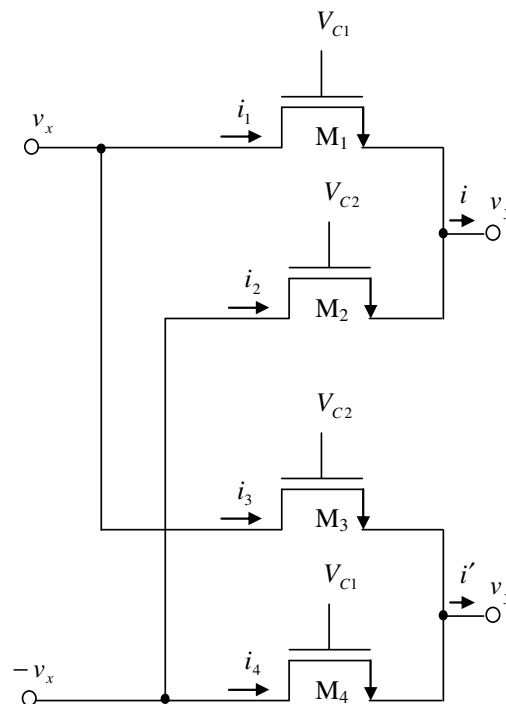 V_{C1}
v_x
i_1
M_1
V_{C2}
i
i_2
M_2
V_{C2}
i_3
M_3
V_{C1}
i'
i_4
-v_x
M_4